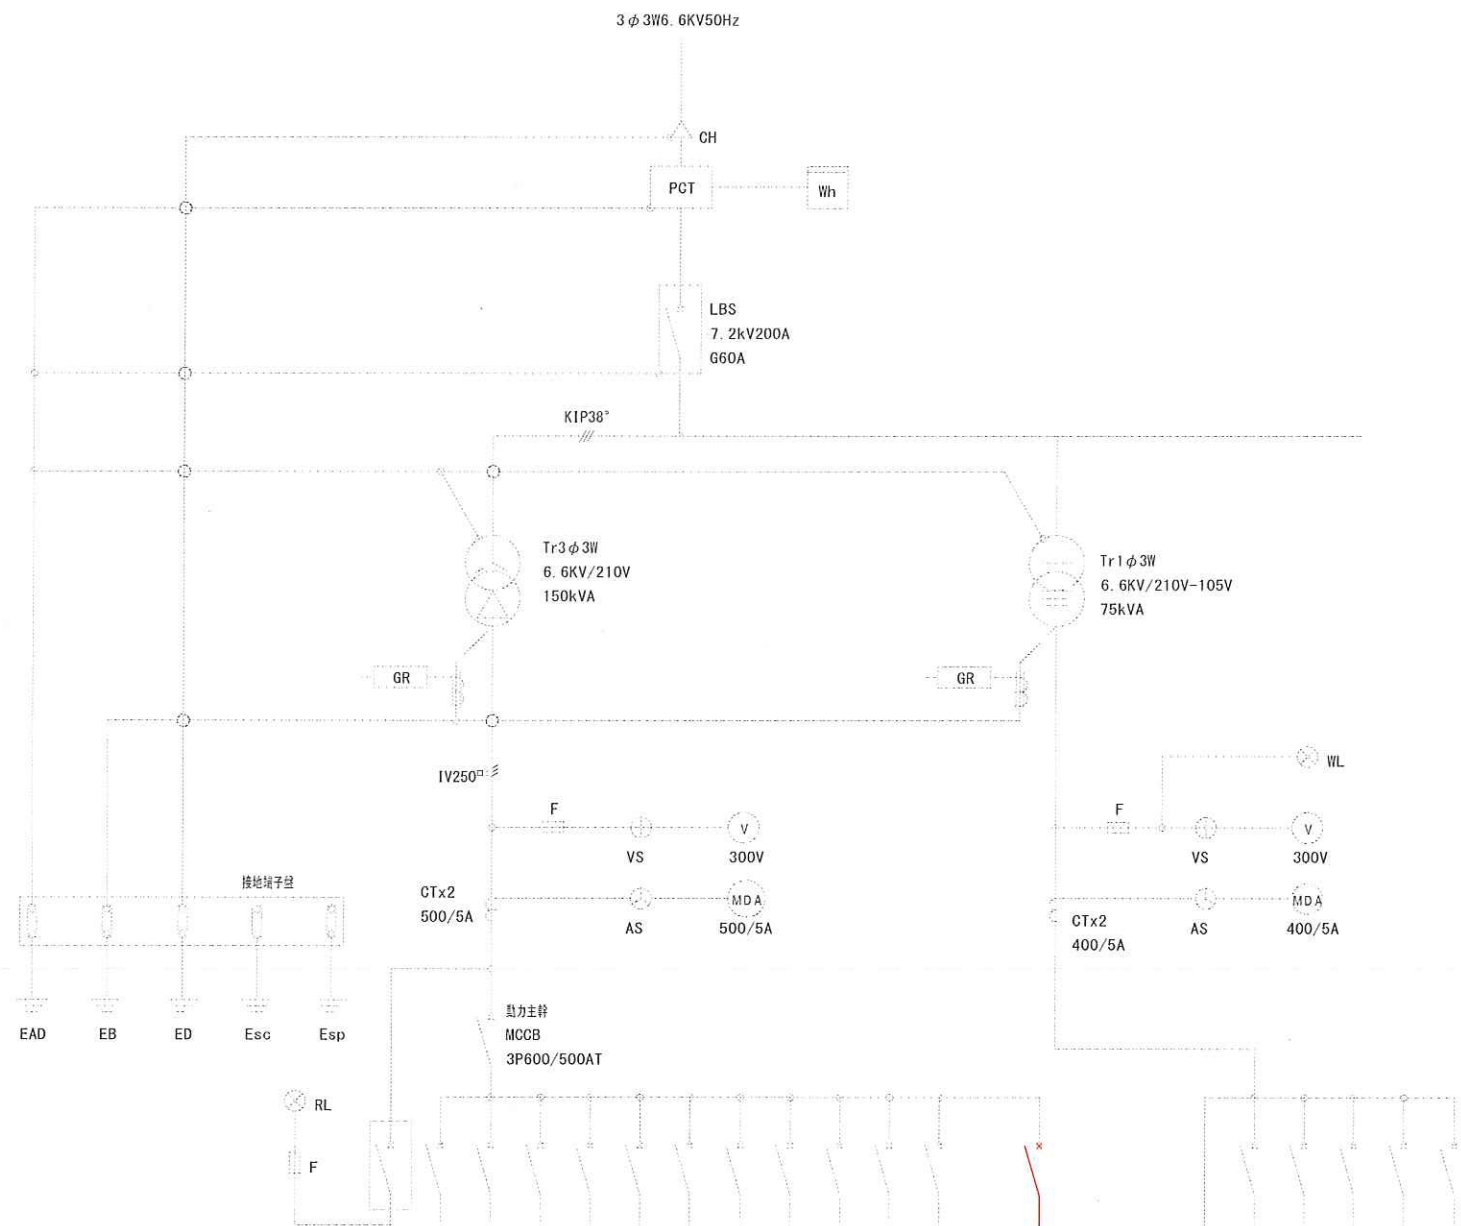 3φ3W6.6KV50Hz
CH
PCT
Wh
LBS
7.2kV200A
G60A
KIP38°
Tr3φ3W
6.6KV/210V
150kVA
Tr1φ3W
6.6KV/210V-105V
75kVA
GR
GR
IV250□
WL
F
F
V
V
VS
300V
VS
300V
接地端子盤
CTx2
500/5A
MDA
MDA
AS
500/5A
CTx2
400/5A
AS
400/5A
EAD
EB
ED
Esc
Esp
動力主幹
MCCB
3P600/500AT
RL
F